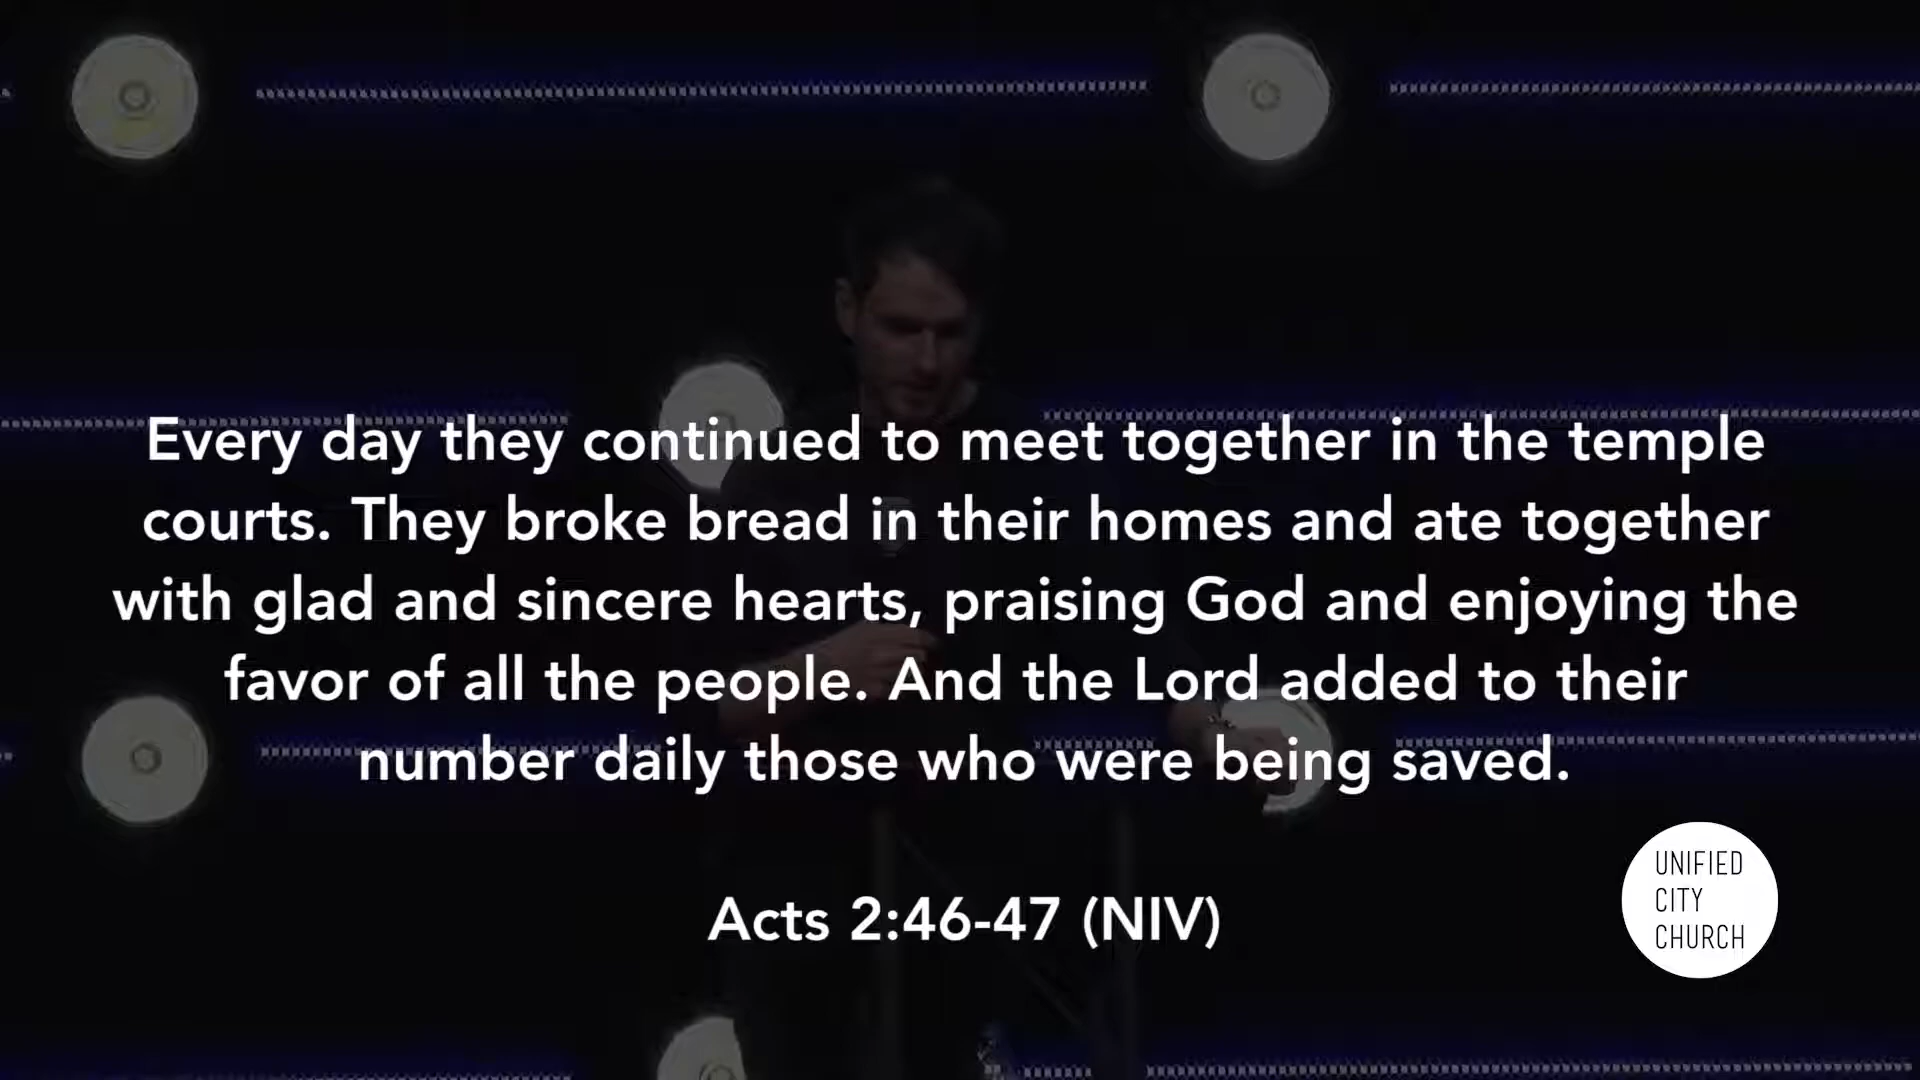 Every day they continued to meet together in the temple
courts. They broke bread in their homes and ate together
with glad and sincere hearts, praising God and enjoying the
favor of all the people. And the Lord added to their
number daily those who were being saved.
Acts 2:46-47 (NIV)
UNIFIED
CITY
CHURCH